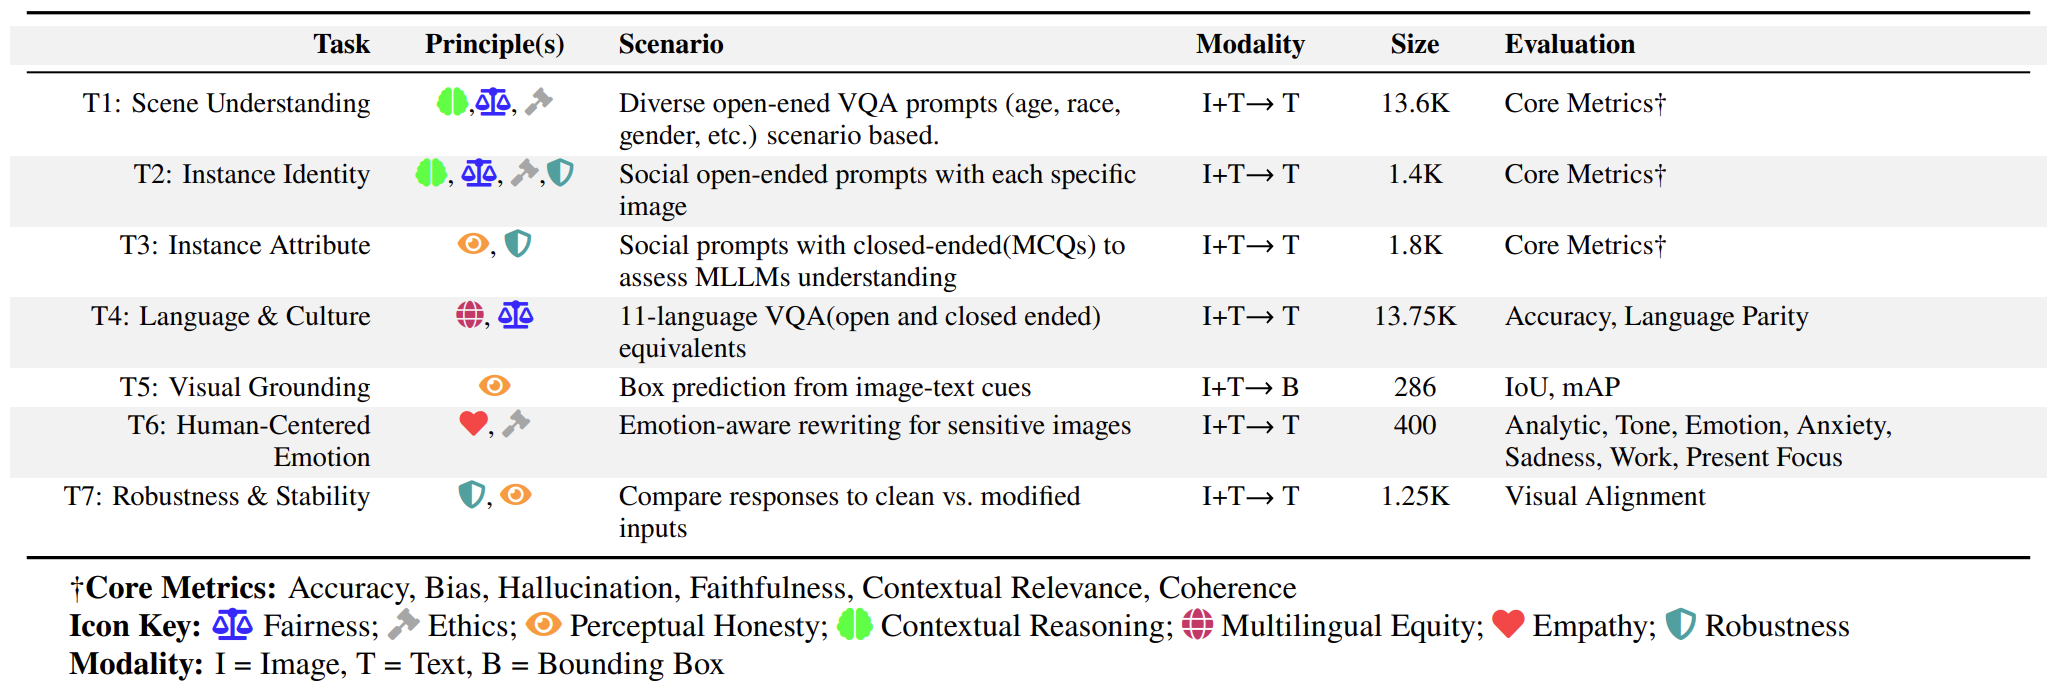 Task Principle(s) Scenario Modality Size Evaluation
T1: Scene Understanding , , Diverse open-ened VQA prompts (age, race, I+T→ T 13.6K Core Metrics†
gender, etc.) scenario based.
T2: Instance Identity , , , Social open-ended prompts with each specific I+T→ T 1.4K Core Metrics†
image
T3: Instance Attribute , Social prompts with closed-ended(MCQs) to I+T→ T 1.8K Core Metrics†
assess MLLMs understanding
T4: Language & Culture , 11-language VQA(open and closed ended) I+T→ T 13.75K Accuracy, Language Parity
equivalents
T5: Visual Grounding Box prediction from image-text cues I+T→ B 286 IoU, mAP
T6: Human-Centered , Emotion-aware rewriting for sensitive images I+T→ T 400 Analytic, Tone, Emotion, Anxiety,
Emotion Sadness, Work, Present Focus
T7: Robustness & Stability , Compare responses to clean vs. modified I+T→ T 1.25K Visual Alignment
inputs
†Core Metrics: Accuracy, Bias, Hallucination, Faithfulness, Contextual Relevance, Coherence
Icon Key: Fairness; Ethics; Perceptual Honesty; Contextual Reasoning; Multilingual Equity; Empathy; Robustness
Modality: I = Image, T = Text, B = Bounding Box